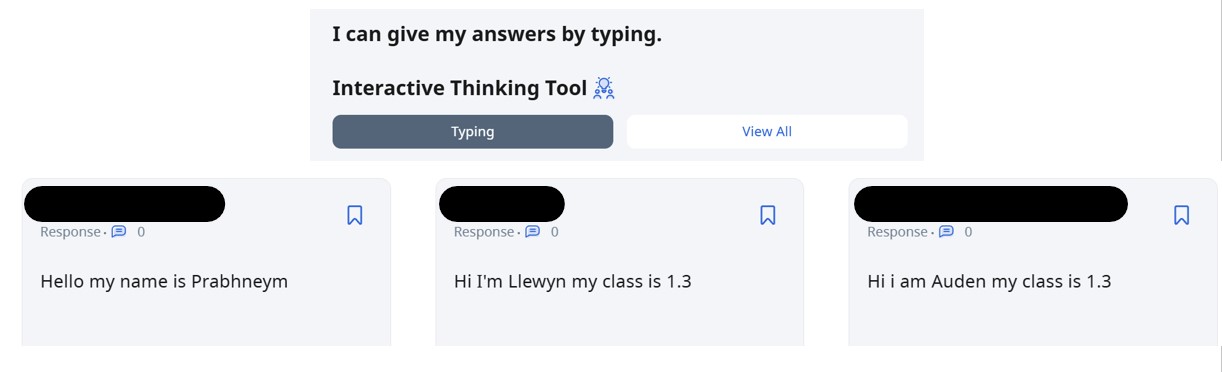 I can give my answers by typing.
Interactive Thinking Tool
Typing
View All
Response · 0
Hello my name is Prabhneym
Response · 0
Hi I'm Llewyn my class is 1.3
Response · 0
Hi i am Auden my class is 1.3